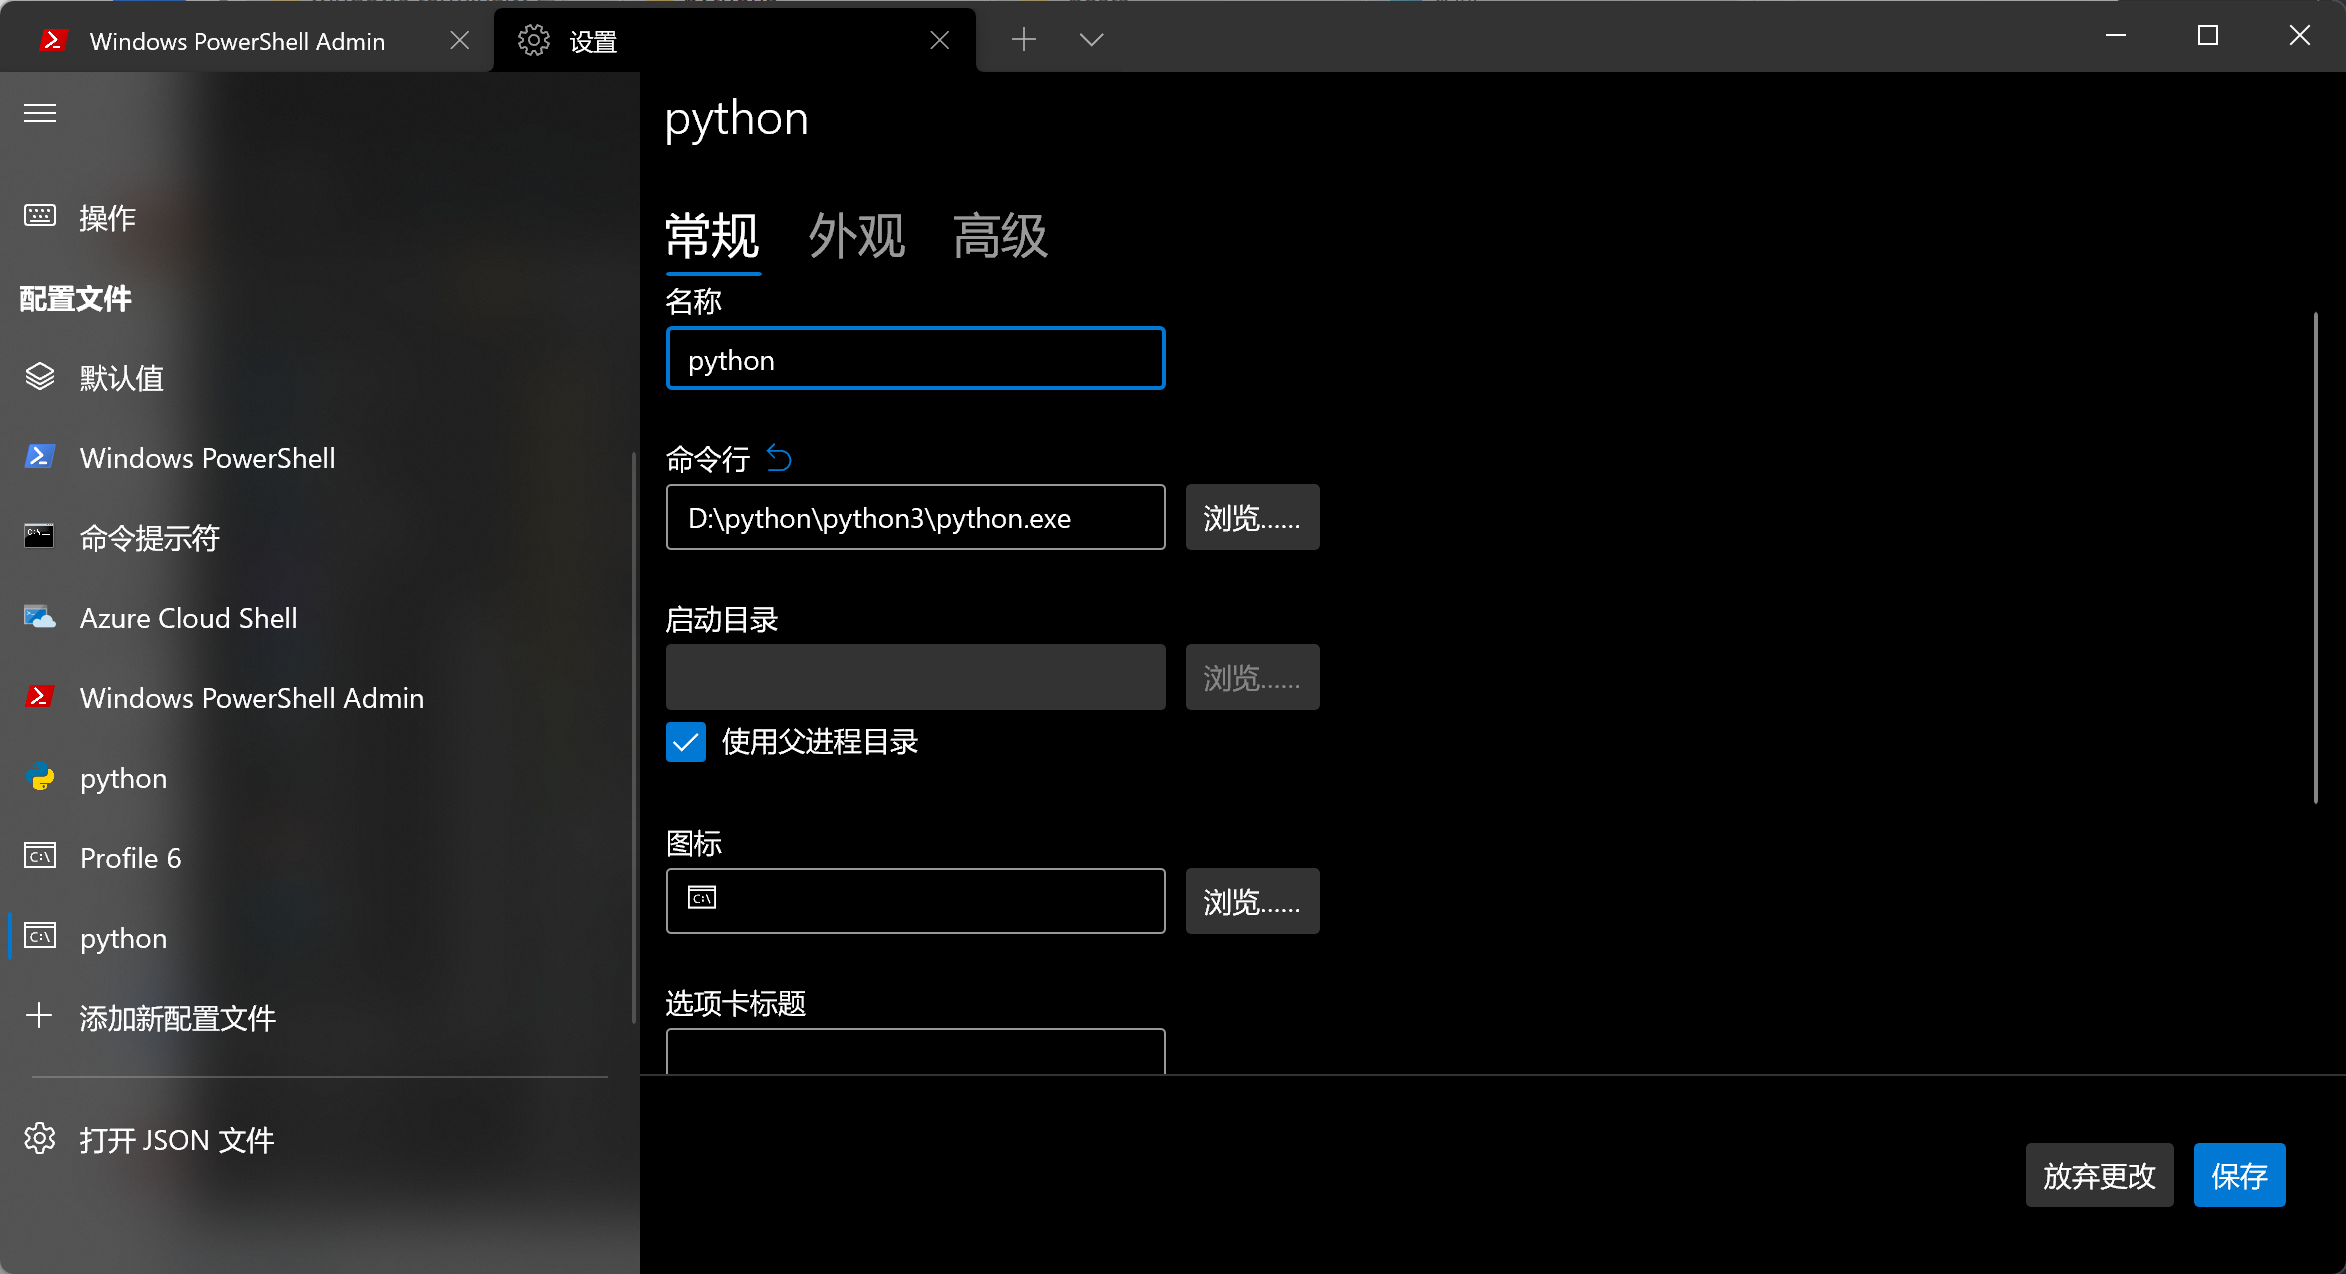 Windows PowerShell Admin
设置
操作
配置文件
默认值
Windows PowerShell
命令提示符
Azure Cloud Shell
Windows PowerShell Admin
python
Profile 6
python
添加新配置文件
打开 JSON 文件
python
常规 外观 高级
名称
python
命令行
D:\python\python3\python.exe
浏览......
启动目录
浏览......
使用父进程目录
图标
浏览......
选项卡标题
放弃更改
保存